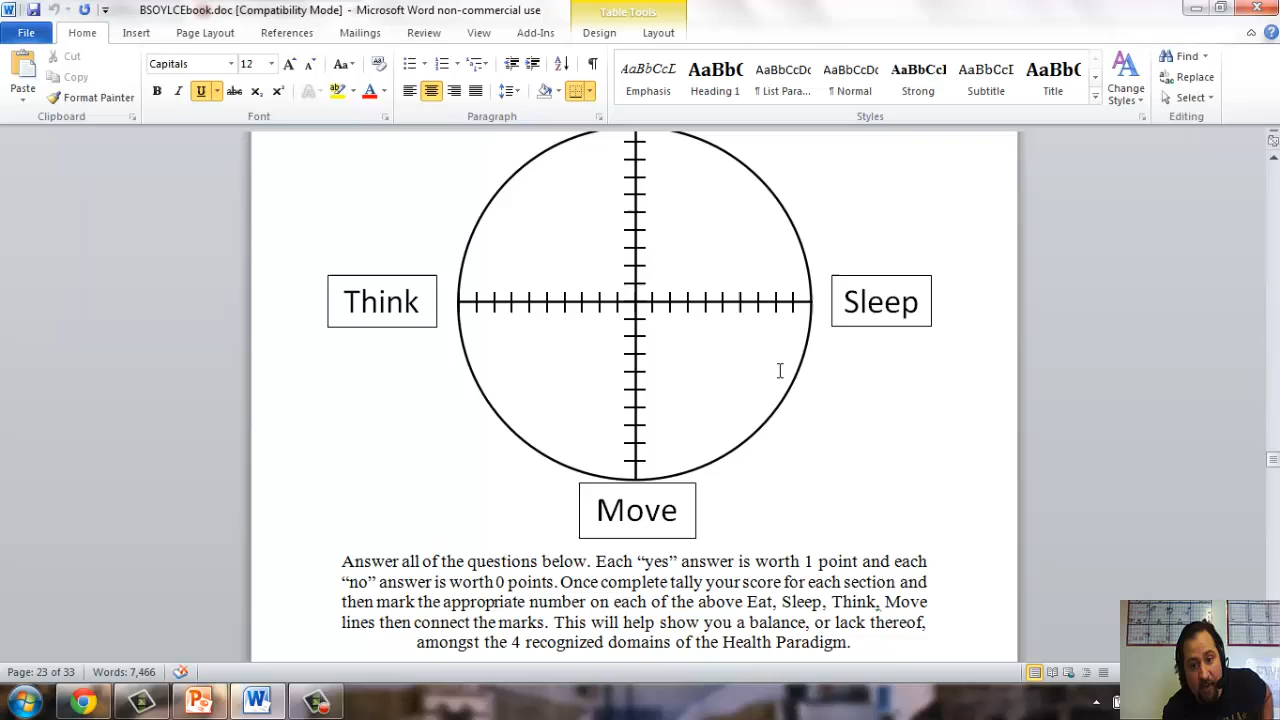 BSOYLCEbook.doc [Compatibility Mode] - Microsoft Word non-commercial use
Table Tools
File Home Insert Page Layout References Mailings Review View Add-Ins Design Layout
Paste
Cut
Copy
Format Painter
Clipboard
Capitals 12
Font
Paragraph
AaBbCcL AaBb( AaBbCcDc AaBbCcDc AaBbCcI AaBbCcI AaBb(
Emphasis Heading 1 ¶ List Para... ¶ Normal Strong Subtitle Title
Change
Styles
Styles
Find
Replace
Select
Editing
Think
Sleep
Move
Answer all of the questions below. Each “yes” answer is worth 1 point and each
“no” answer is worth 0 points. Once complete tally your score for each section and
then mark the appropriate number on each of the above Eat, Sleep, Think, Move
lines then connect the marks. This will help show you a balance, or lack thereof,
amongst the 4 recognized domains of the Health Paradigm.
Page: 23 of 33 Words: 7,466